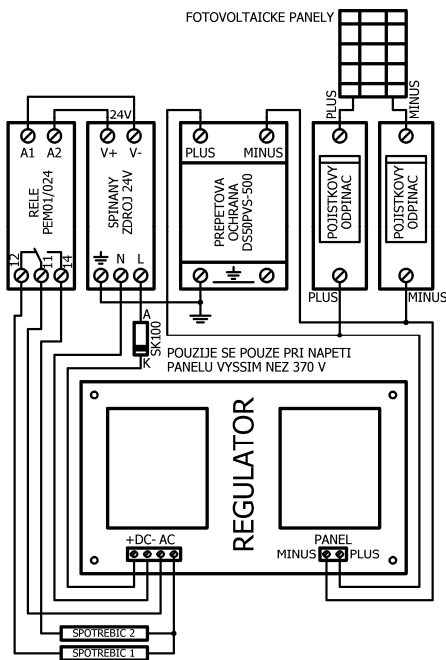 FOTOVOLTAICKE PANELY
PLUS
MINUS
24V
A1 A2
V+ V-
PLUS MINUS
RELE
PEM01/024
SPINANY
ZDROJ 24V
PREPETOVA
OCHRANA
DS50PVS-500
POJISTKOVY
ODPINAC
POJISTKOVY
ODPINAC
12 11 14
N L
PLUS
MINUS
A
SK100
K
POUZIJE SE POUZE PRI NAPETI
PANELU VYSSIM NEZ 370 V
REGULATOR
+DC- AC
PANEL
MINUS PLUS
SPOTREBIC 2
SPOTREBIC 1